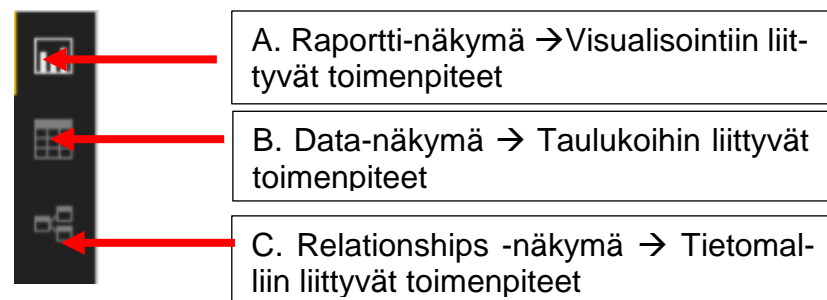 A. Raportti-näkymä →Visualisointiin liit-
tyvät toimenpiteet
B. Data-näkymä → Taulukoihin liittyvät
toimenpiteet
C. Relationships -näkymä → Tietomal-
liin liittyvät toimenpiteet